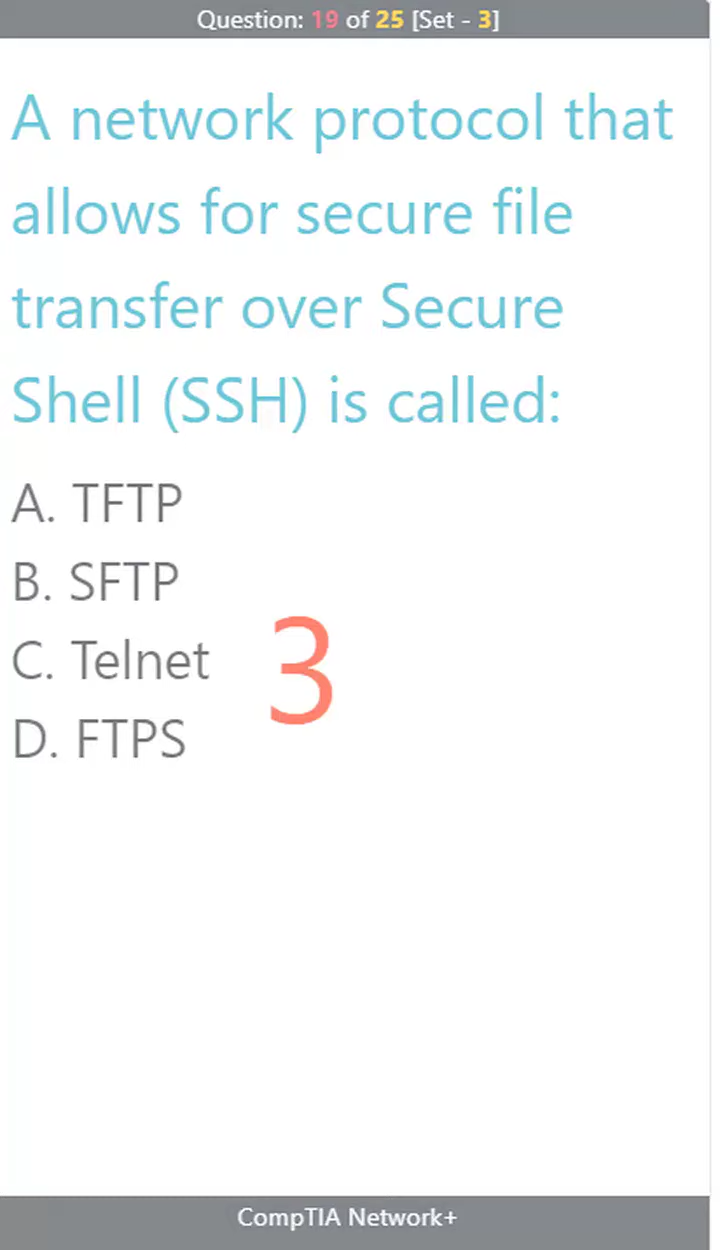 Question: 19 of 25 [Set - 3]
A network protocol that
allows for secure file
transfer over Secure
Shell (SSH) is called:
A. TFTP
B. SFTP
C. Telnet
D. FTPS
3
CompTIA Network+